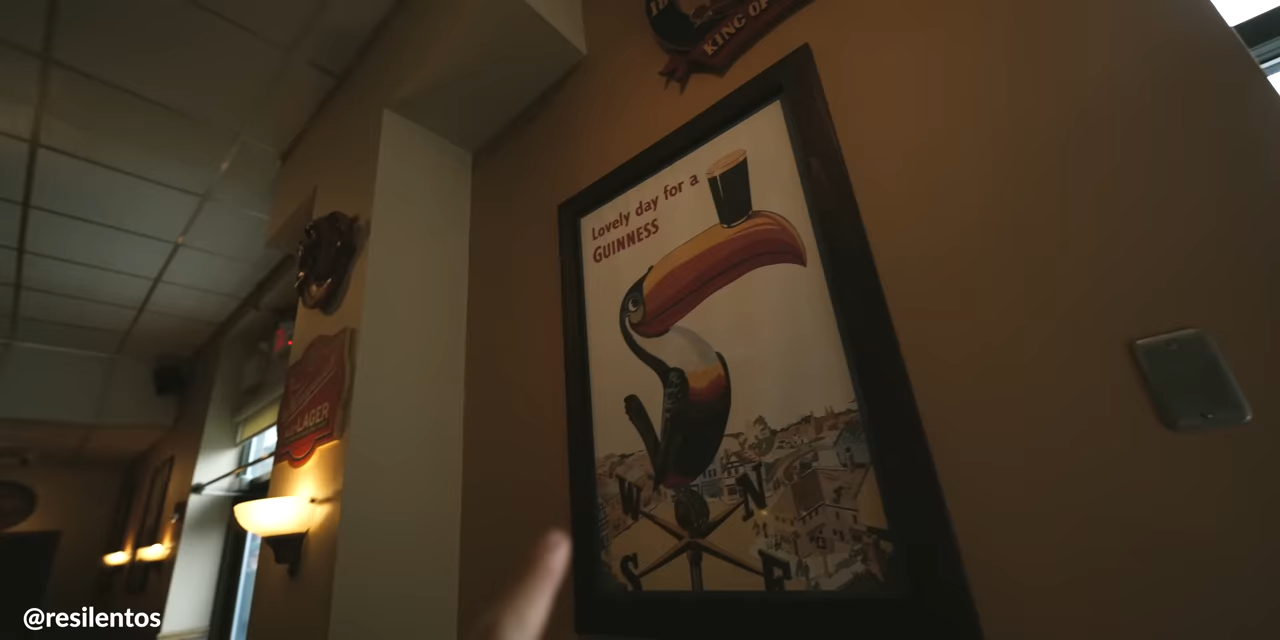 KING OF
Lovely day for a
GUINNESS
LAGER
W
N
S
E
@resilentos